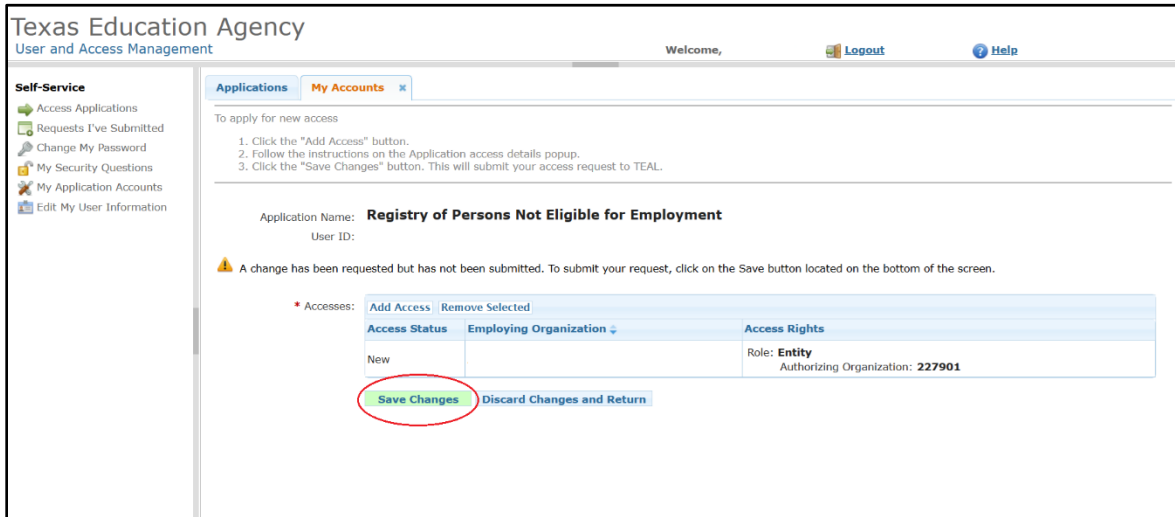 Texas Education Agency
User and Access Management
Welcome,
Logout
Help
Self-Service
Access Applications
Requests I've Submitted
Change My Password
My Security Questions
My Application Accounts
Edit My User Information
Applications
My Accounts x
To apply for new access
1. Click the "Add Access" button.
2. Follow the instructions on the Application access details popup.
3. Click the "Save Changes" button. This will submit your access request to TEAL.
Application Name: Registry of Persons Not Eligible for Employment
User ID:
A change has been requested but has not been submitted. To submit your request, click on the Save button located on the bottom of the screen.
* Accesses: Add Access Remove Selected
Access Status Employing Organization Access Rights
New
Role: Entity
Authorizing Organization: 227901
Save Changes Discard Changes and Return